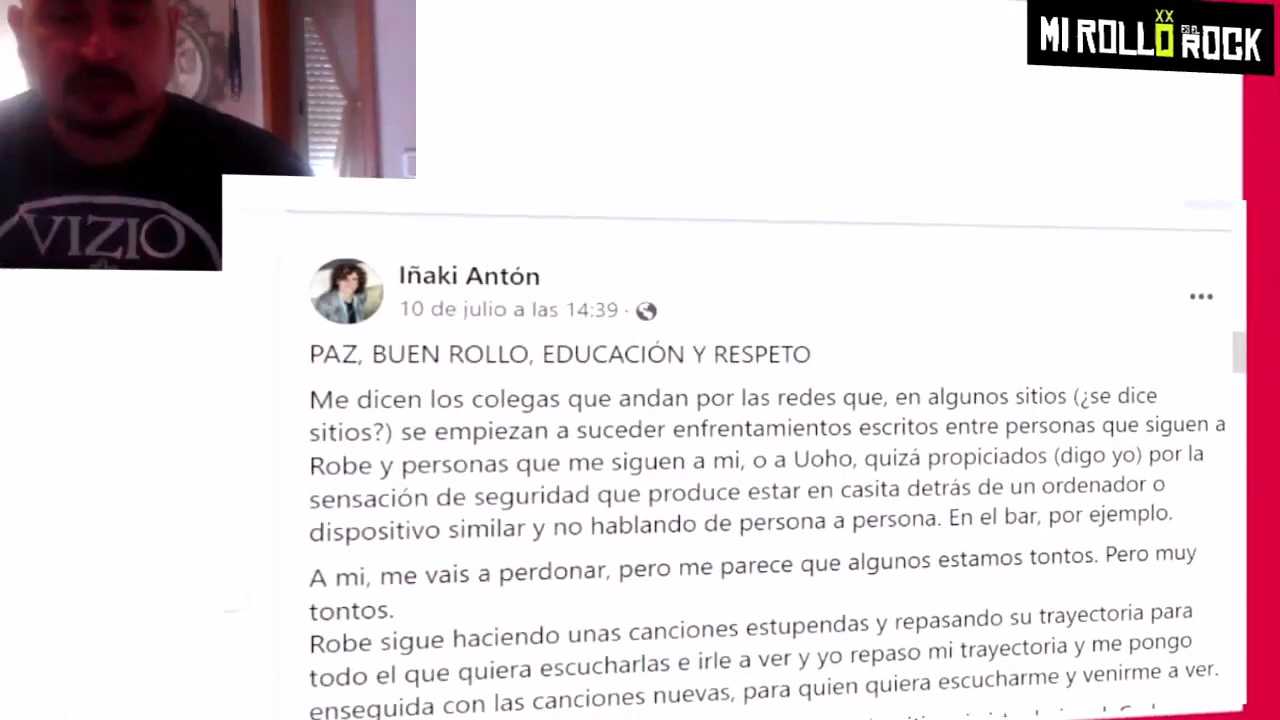 MI ROLLO ES EL ROCK
VIZIO
Iñaki Antón
10 de julio a las 14:39 ·
PAZ, BUEN ROLLO, EDUCACIÓN Y RESPETO
Me dicen los colegas que andan por las redes que, en algunos sitios (¿se dice
sitios?) se empiezan a suceder enfrentamientos escritos entre personas que siguen a
Robe y personas que me siguen a mi, o a Uoho, quizá propiciados (digo yo) por la
sensación de seguridad que produce estar en casita detrás de un ordenador o
dispositivo similar y no hablando de persona a persona. En el bar, por ejemplo.
A mi, me vais a perdonar, pero me parece que algunos estamos tontos. Pero muy
tontos.
Robe sigue haciendo unas canciones estupendas y repasando su trayectoria para
todo el que quiera escucharlas e irle a ver y yo repaso mi trayectoria y me pongo
enseguida con las canciones nuevas, para quien quiera escucharme y venirme a ver.